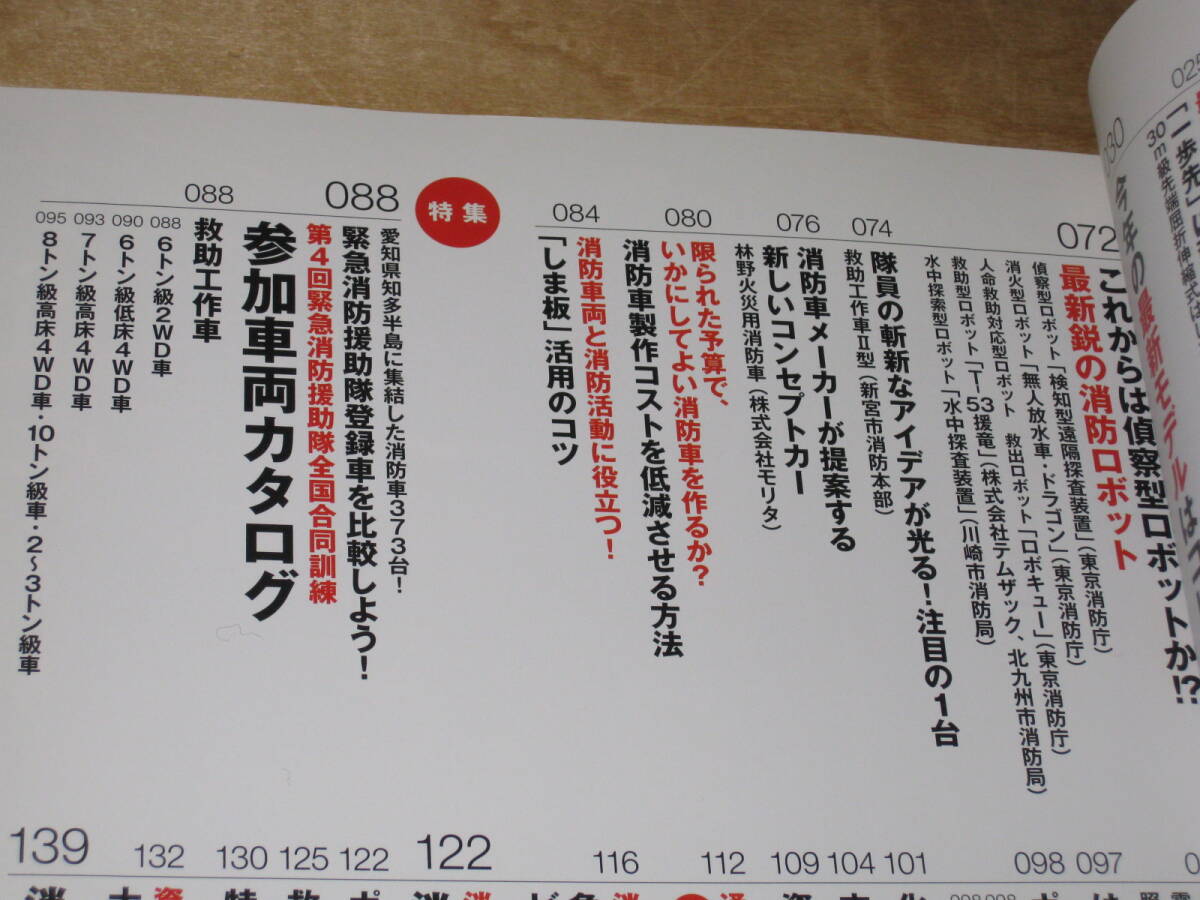 025
「一歩先」
30m級先端屈折伸縮式
030
今年の最新モデルは
072
これからは偵察型ロボットか!?
最新鋭の消防ロボット
偵察型ロボット「検知型遠隔探査装置」（東京消防庁）
消火型ロボット「無人放水車・ドラゴン」（東京消防庁）
人命救助対応型ロボット 救出ロボット「ロボキュー」（東京消防庁）
救助型ロボット「T-53援竜」（株式会社テムザック、北九州市消防局）
水中探索型ロボット「水中探査装置」（川崎市消防局）
074
隊員の斬新なアイデアが光る!注目の1台
救助工作車Ⅱ型（新宮市消防本部）
076
消防車メーカーが提案する
新しいコンセプトカー
林野火災用消防車（株式会社モリタ）
080
限られた予算で、
いかにしてよい消防車を作るか?
消防車製作コストを低減させる方法
084
消防車両と消防活動に役立つ!
「しま板」活用のコツ
特集
088
愛知県知多半島に集結した消防車373台!
緊急消防援助隊登録車を比較しよう!
第4回緊急消防援助隊全国合同訓練
参加車両カタログ
088
救助工作車
088
6トン級2WD車
090
6トン級低床4WD車
093
7トン級高床4WD車
095
8トン級高床4WD車・10トン級車・2〜3トン級車
097
098
101
104
109
112
116
122
122
125
130
132
139